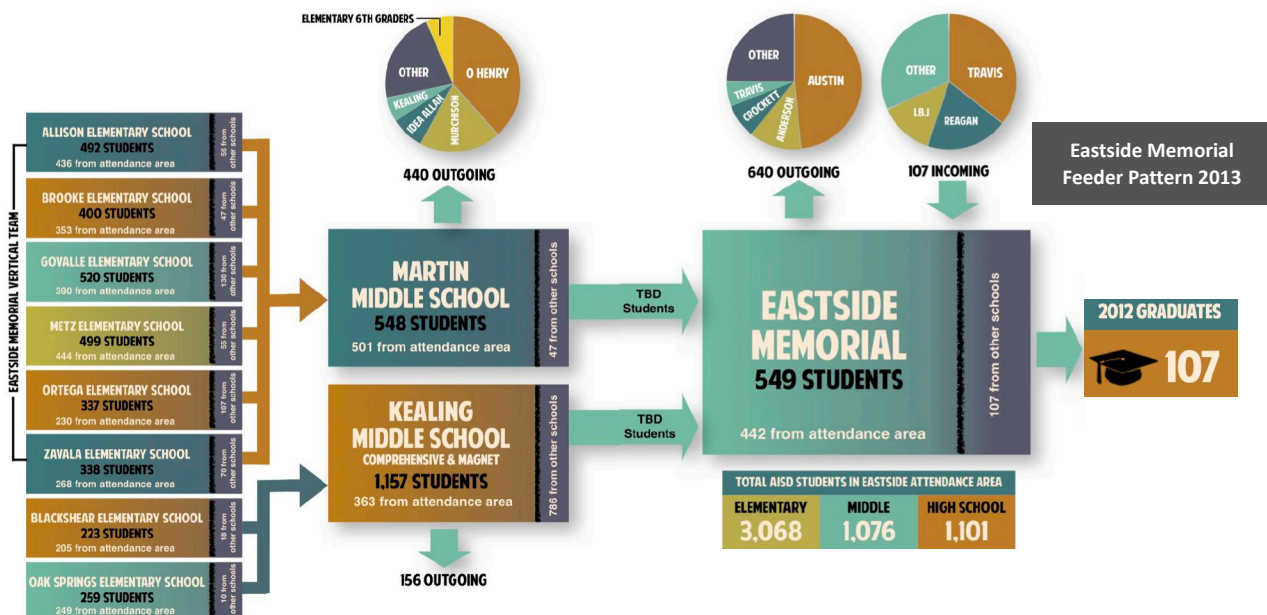 ELEMENTARY 6TH GRADERS
OTHER
O HENRY
KEALING
IDEA ALLAN
MURCHISON
440 OUTGOING
OTHER
AUSTIN
TRAVIS
CROCKETT
ANDERSON
640 OUTGOING
OTHER
TRAVIS
LBJ
REAGAN
107 INCOMING
Eastside Memorial
Feeder Pattern 2013
EASTSIDE MEMORIAL VERTICAL TEAM
ALLISON ELEMENTARY SCHOOL
492 STUDENTS
436 from attendance area
56 from
other schools
BROOKE ELEMENTARY SCHOOL
400 STUDENTS
353 from attendance area
47 from
other schools
GOVALLE ELEMENTARY SCHOOL
520 STUDENTS
390 from attendance area
130 from
other schools
METZ ELEMENTARY SCHOOL
499 STUDENTS
444 from attendance area
55 from
other schools
ORTEGA ELEMENTARY SCHOOL
337 STUDENTS
230 from attendance area
107 from
other schools
ZAVALA ELEMENTARY SCHOOL
338 STUDENTS
268 from attendance area
70 from
other schools
BLACKSHEAR ELEMENTARY SCHOOL
223 STUDENTS
205 from attendance area
18 from
other schools
OAK SPRINGS ELEMENTARY SCHOOL
259 STUDENTS
249 from attendance area
10 from
other schools
MARTIN
MIDDLE SCHOOL
548 STUDENTS
501 from attendance area
47 from other schools
TBD
Students
KEALING
MIDDLE SCHOOL
COMPREHENSIVE & MAGNET
1,157 STUDENTS
363 from attendance area
786 from other schools
TBD
Students
156 OUTGOING
EASTSIDE
MEMORIAL
549 STUDENTS
442 from attendance area
107 from other schools
2012 GRADUATES
107
TOTAL AISD STUDENTS IN EASTSIDE ATTENDANCE AREA
ELEMENTARY
3,068
MIDDLE
1,076
HIGH SCHOOL
1,101